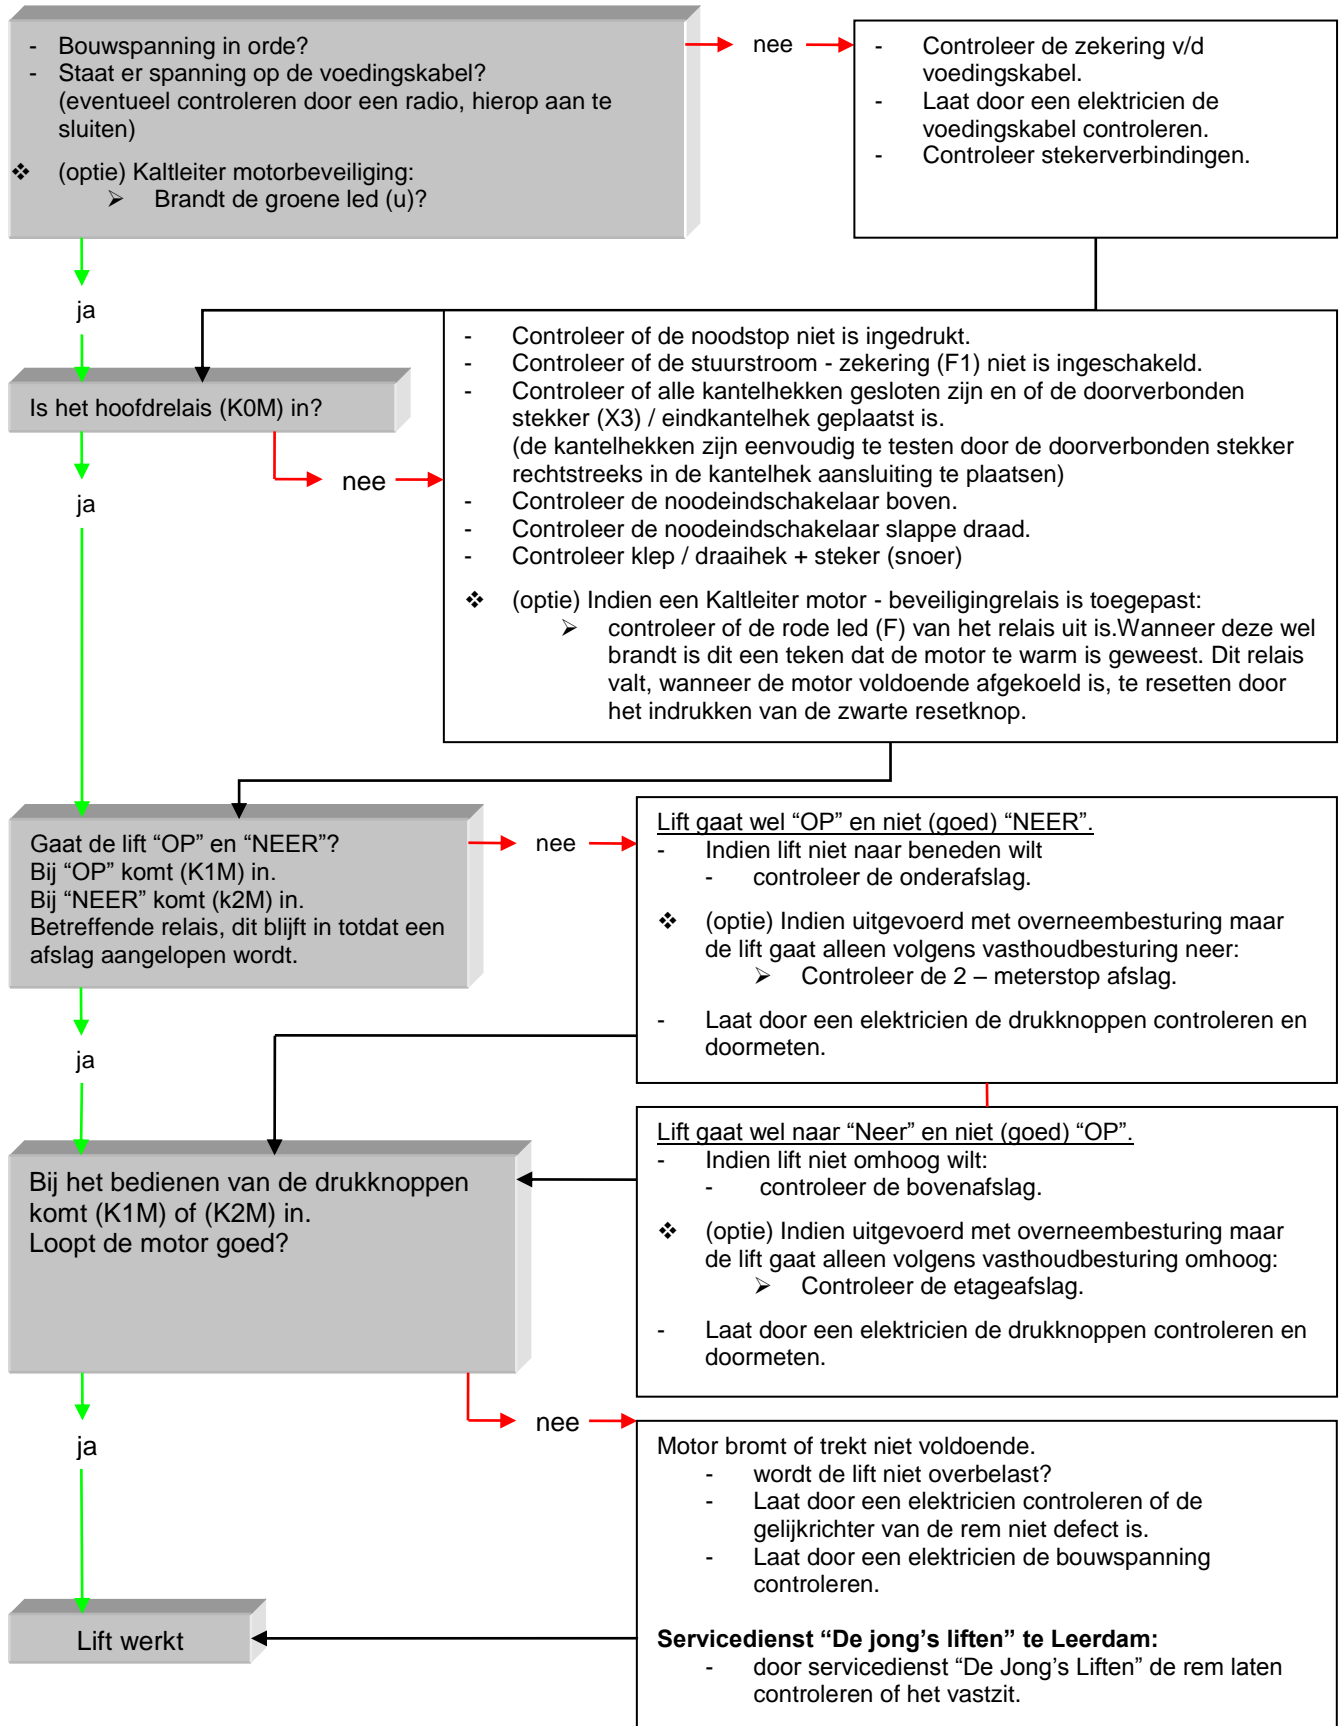 - Bouwspanning in orde?
- Staat er spanning op de voedingskabel?
(eventueel controleren door een radio, hierop aan te
sluiten)
❖ (optie) Kaltleiter motorbeveiliging:
➢ Brandt de groene led (u)?
nee
- Controleer de zekering v/d
voedingskabel.
- Laat door een elektricien de
voedingskabel controleren.
- Controleer stekerverbindingen.
ja
Is het hoofdrelais (K0M) in?
nee
- Controleer of de noodstop niet is ingedrukt.
- Controleer of de stuurstroom - zekering (F1) niet is ingeschakeld.
- Controleer of alle kantelhekken gesloten zijn en of de doorverbonden
stekker (X3) / eindkantelhek geplaatst is.
(de kantelhekken zijn eenvoudig te testen door de doorverbonden stekker
rechtstreeks in de kantelhek aansluiting te plaatsen)
- Controleer de noodeindschakelaar boven.
- Controleer de noodeindschakelaar slappe draad.
- Controleer klep / draaihek + steker (snoer)
❖ (optie) Indien een Kaltleiter motor - beveiligingrelais is toegepast:
➢ controleer of de rode led (F) van het relais uit is.Wanneer deze wel
brandt is dit een teken dat de motor te warm is geweest. Dit relais
valt, wanneer de motor voldoende afgekoeld is, te resetten door
het indrukken van de zwarte resetknop.
ja
Gaat de lift “OP” en “NEER”?
Bij “OP” komt (K1M) in.
Bij “NEER” komt (k2M) in.
Betreffende relais, dit blijft in totdat een
afslag aangelopen wordt.
nee
Lift gaat wel “OP” en niet (goed) “NEER”.
- Indien lift niet naar beneden wilt
- controleer de onderafslag.
❖ (optie) Indien uitgevoerd met overneembesturing maar
de lift gaat alleen volgens vasthoudbesturing neer:
➢ Controleer de 2 – meterstop afslag.
- Laat door een elektricien de drukknoppen controleren en
doormeten.
ja
Bij het bedienen van de drukknoppen
komt (K1M) of (K2M) in.
Loopt de motor goed?
Lift gaat wel naar “Neer” en niet (goed) “OP”.
- Indien lift niet omhoog wilt:
- controleer de bovenafslag.
❖ (optie) Indien uitgevoerd met overneembesturing maar
de lift gaat alleen volgens vasthoudbesturing omhoog:
➢ Controleer de etageafslag.
- Laat door een elektricien de drukknoppen controleren en
doormeten.
nee
ja
Motor bromt of trekt niet voldoende.
- wordt de lift niet overbelast?
- Laat door een elektricien controleren of de
gelijkrichter van de rem niet defect is.
- Laat door een elektricien de bouwspanning
controleren.
Servicedienst “De jong’s liften” te Leerdam:
- door servicedienst “De Jong’s Liften” de rem laten
controleren of het vastzit.
Lift werkt